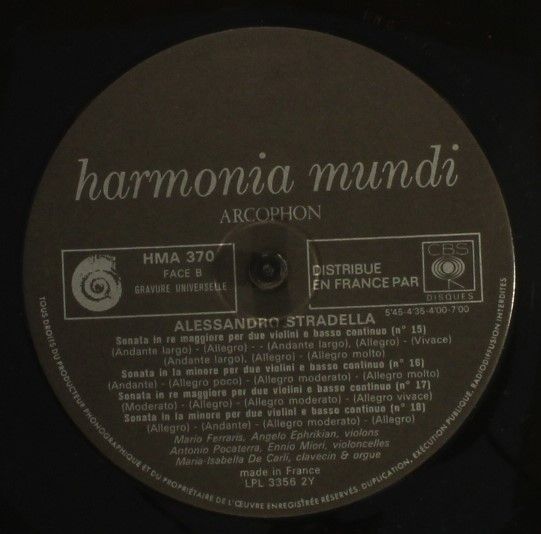 harmonia mundi
ARCOPHON
HMA 370
FACE B
GRAVURE UNIVERSELLE
DISTRIBUE
EN FRANCE PAR
CBS
DISQUES
5'45-4'35-4'00-7'00
ALESSANDRO STRADELLA
Sonata in re maggiore per due violini e basso continuo (n° 15)
(Andante largo) - (Allegro) - - (Andante largo), (Allegro) - (Vivace)
(Andante largo), (Allegro) - (Allegro molto)
Sonata in la minore per due violini e basso continuo (n° 16)
(Andante) - (Allegro poco) - (Allegro moderato) - (Allegro molto)
Sonata in re maggiore per due violini e basso continuo (n° 17)
(Moderato) - (Allegro) - (Allegro moderato) - (Allegro vivace)
Sonata in la minore per due violini e basso continuo (n° 18)
(Allegro) - (Andante) - (Allegro moderato) - (Allegro)
Mario Ferraris, Angelo Ephrikian, violons
Antonio Pocaterra, Ennio Miori, violoncelles
Maria-Isabella De Carli, clavecin & orgue
made in France
LPL 3356 2Y
TOUS DROITS DU PRODUCTEUR PHONOGRAPHIQUE ET DU PROPRIÉTAIRE DE L'ŒUVRE ENREGISTRÉE RÉSERVÉS. DUPLICATION, EXÉCUTION PUBLIQUE, RADIODIFFUSION INTERDITES